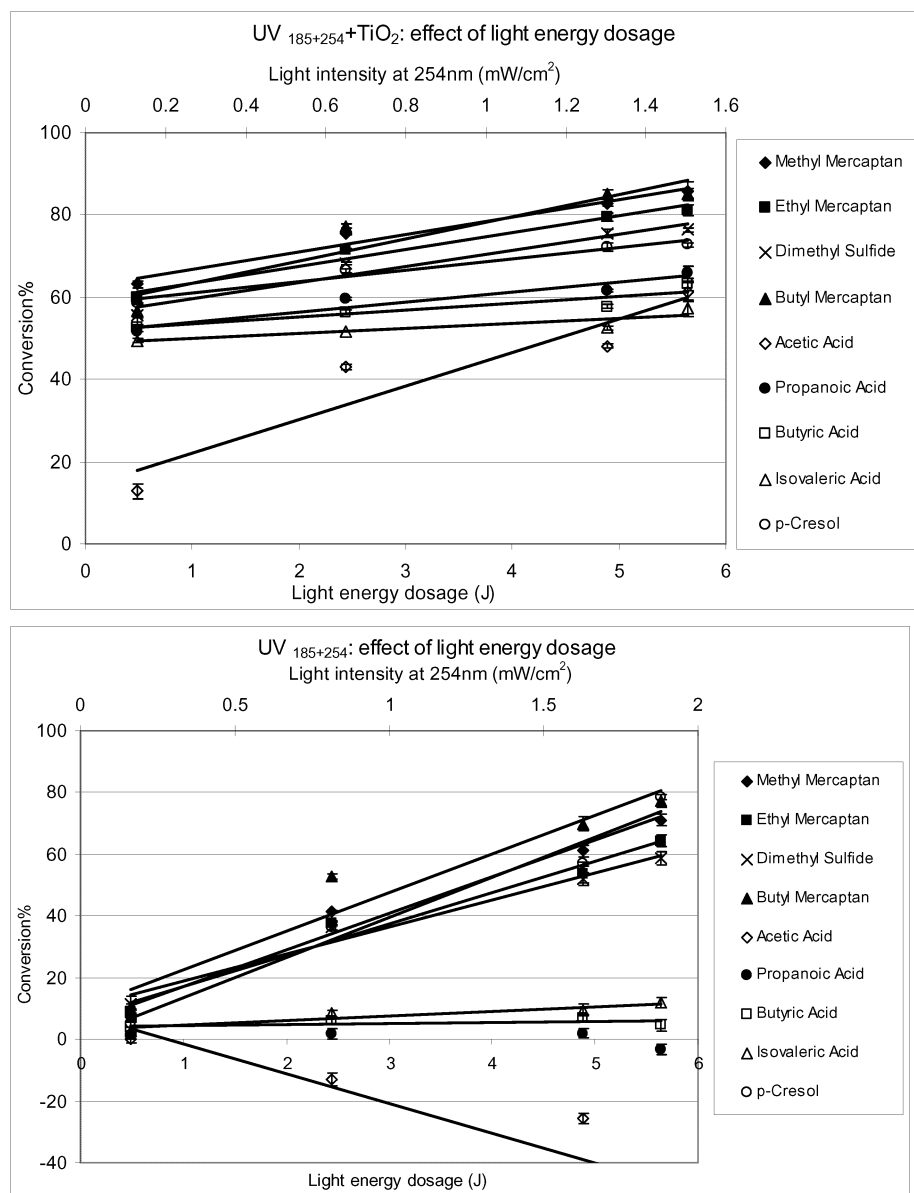 UV 185+254+TiO2: effect of light energy dosage
Light intensity at 254nm (mW/cm2)
0 0.2 0.4 0.6 0.8 1 1.2 1.4 1.6
100
80
60
40
20
0
Conversion%
0 1 2 3 4 5 6
Light energy dosage (J)
Methyl Mercaptan
Ethyl Mercaptan
Dimethyl Sulfide
Butyl Mercaptan
Acetic Acid
Propanoic Acid
Butyric Acid
Isovaleric Acid
p-Cresol
UV 185+254: effect of light energy dosage
Light intensity at 254nm (mW/cm2)
0 0.5 1 1.5 2
100
80
60
40
20
0
-20
-40
Conversion%
0 1 2 3 4 5 6
Light energy dosage (J)
Methyl Mercaptan
Ethyl Mercaptan
Dimethyl Sulfide
Butyl Mercaptan
Acetic Acid
Propanoic Acid
Butyric Acid
Isovaleric Acid
p-Cresol